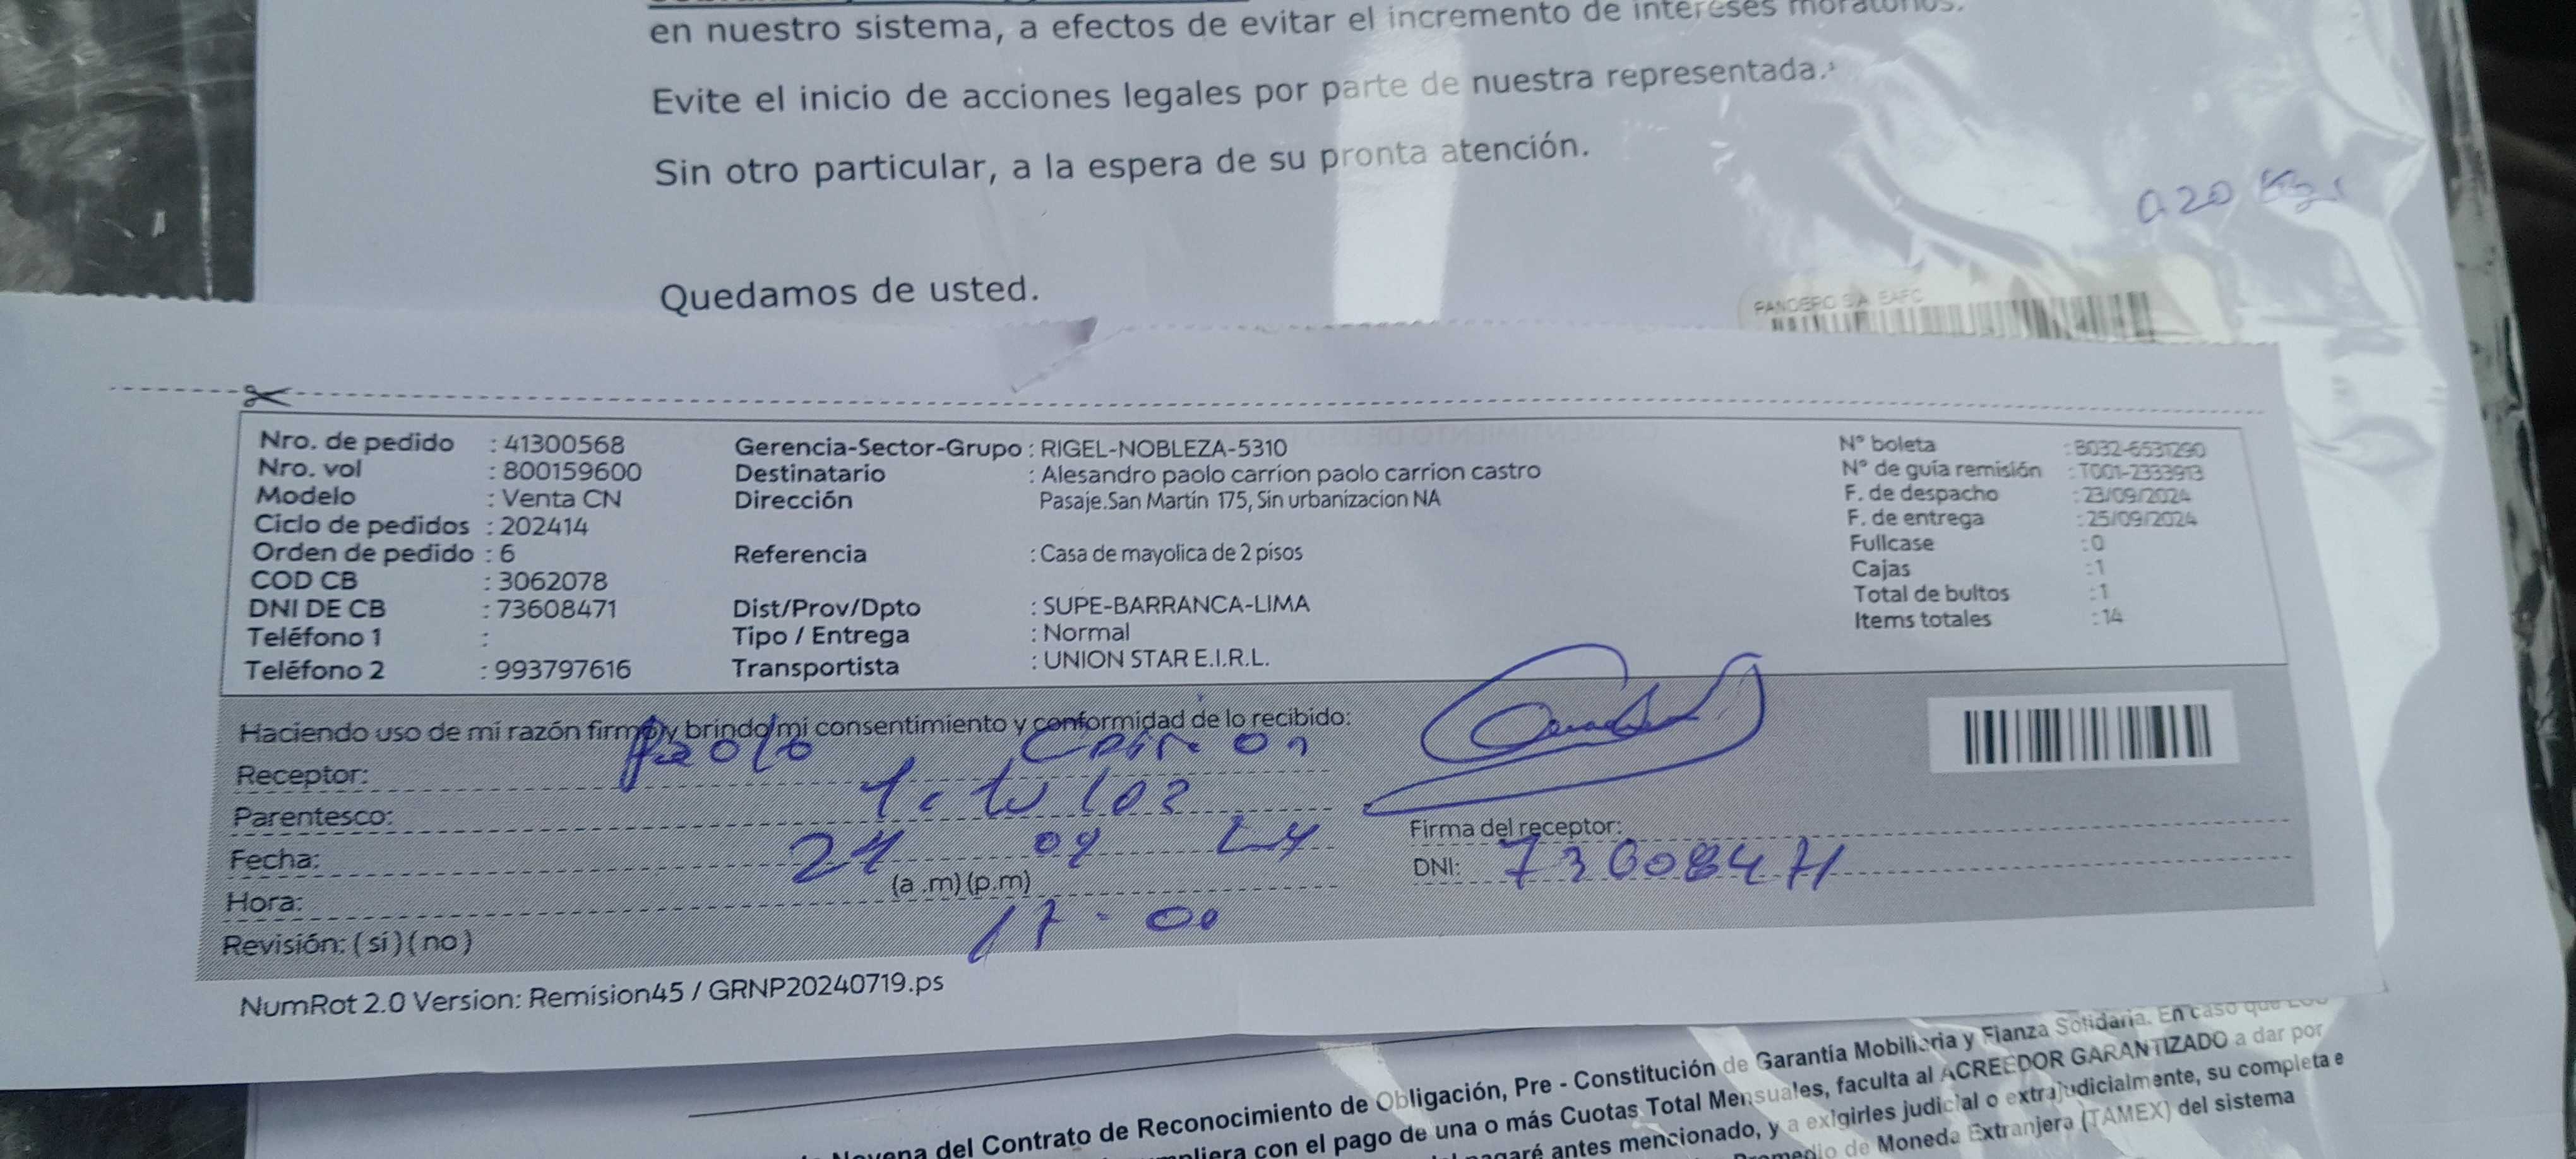 en nuestro sistema, a efectos de evitar el incremento de intereses moratorios.
Evite el inicio de acciones legales por parte de nuestra representada.
Sin otro particular, a la espera de su pronta atención.
0.20 Kg
Quedamos de usted.
PANDERO S.A. EAFC
Nro. de pedido : 41300568
Nro. vol : 800159600
Modelo : Venta CN
Ciclo de pedidos : 202414
Orden de pedido : 6
COD CB : 3062078
DNI DE CB : 73608471
Teléfono 1 :
Teléfono 2 : 993797616
Gerencia-Sector-Grupo : RIGEL-NOBLEZA-5310
Destinatario : Alesandro paolo carrion paolo carrion castro
Dirección Pasaje.San Martin 175, Sin urbanizacion NA
Referencia : Casa de mayolica de 2 pisos
Dist/Prov/Dpto : SUPE-BARRANCA-LIMA
Tipo / Entrega : Normal
Transportista : UNION STAR E.I.R.L.
N° boleta : B032-6531290
N° de guía remisión : T001-2333913
F. de despacho : 23/09/2024
F. de entrega : 25/09/2024
Fullcase : 0
Cajas : 1
Total de bultos : 1
Items totales : 14
Haciendo uso de mi razón firmo y brindo mi consentimiento y conformidad de lo recibido:
Receptor: Paolo Carrion
Parentesco: Titular
Fecha: 24 09 24
Hora: (a .m) (p.m) 17-00
Revisión: ( si ) ( no )
Firma del receptor:
DNI: 73608471
NumRot 2.0 Version: Remision45 / GRNP20240719.ps
Novena del Contrato de Reconocimiento de Obligación, Pre - Constitución de Garantía Mobiliaria y Fianza Solidaria. En caso que
con el pago de una o más Cuotas Total Mensuales, faculta al ACREEDOR GARANTIZADO a dar por
pagaré antes mencionado, y a exigirles judicial o extrajudicialmente, su completa e
Promedio de Moneda Extranjera (TAMEX) del sistema